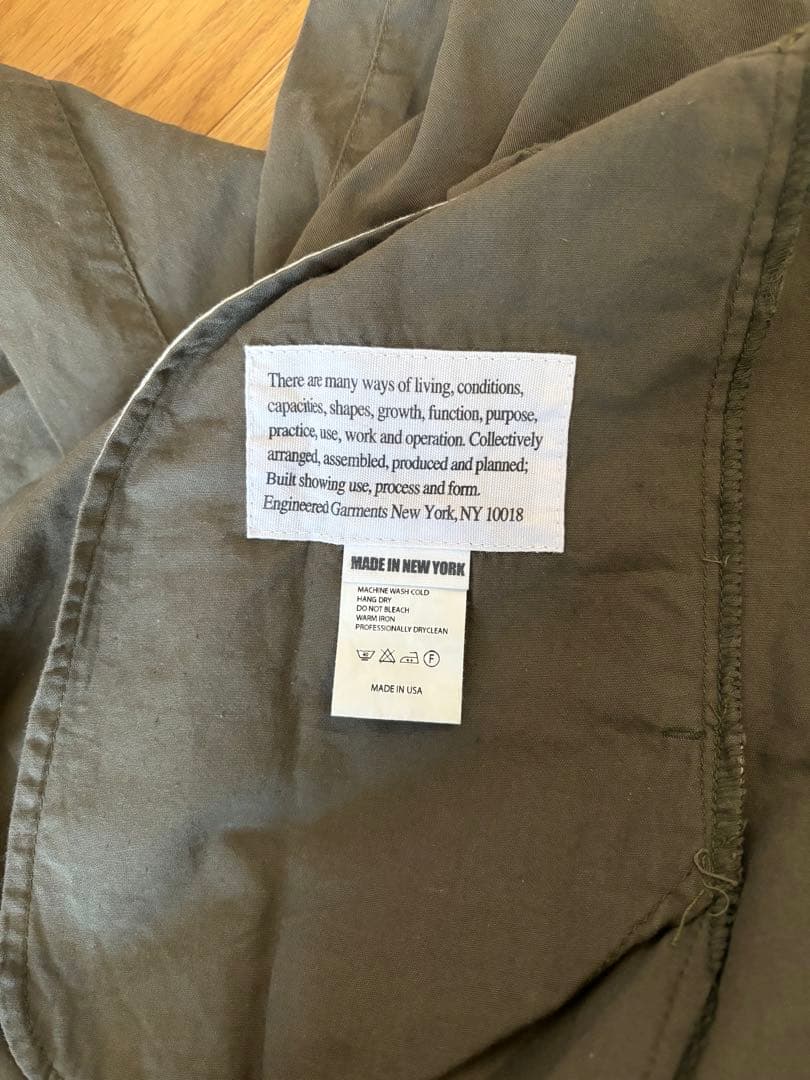 There are many ways of living, conditions,
capacities, shapes, growth, function, purpose,
practice, use, work and operation. Collectively
arranged, assembled, produced and planned;
Built showing use, process and form.
Engineered Garments New York, NY 10018
MADE IN NEW YORK
MACHINE WASH COLD
HANG DRY
DO NOT BLEACH
WARM IRON
PROFESSIONALLY DRYCLEAN
F
MADE IN USA